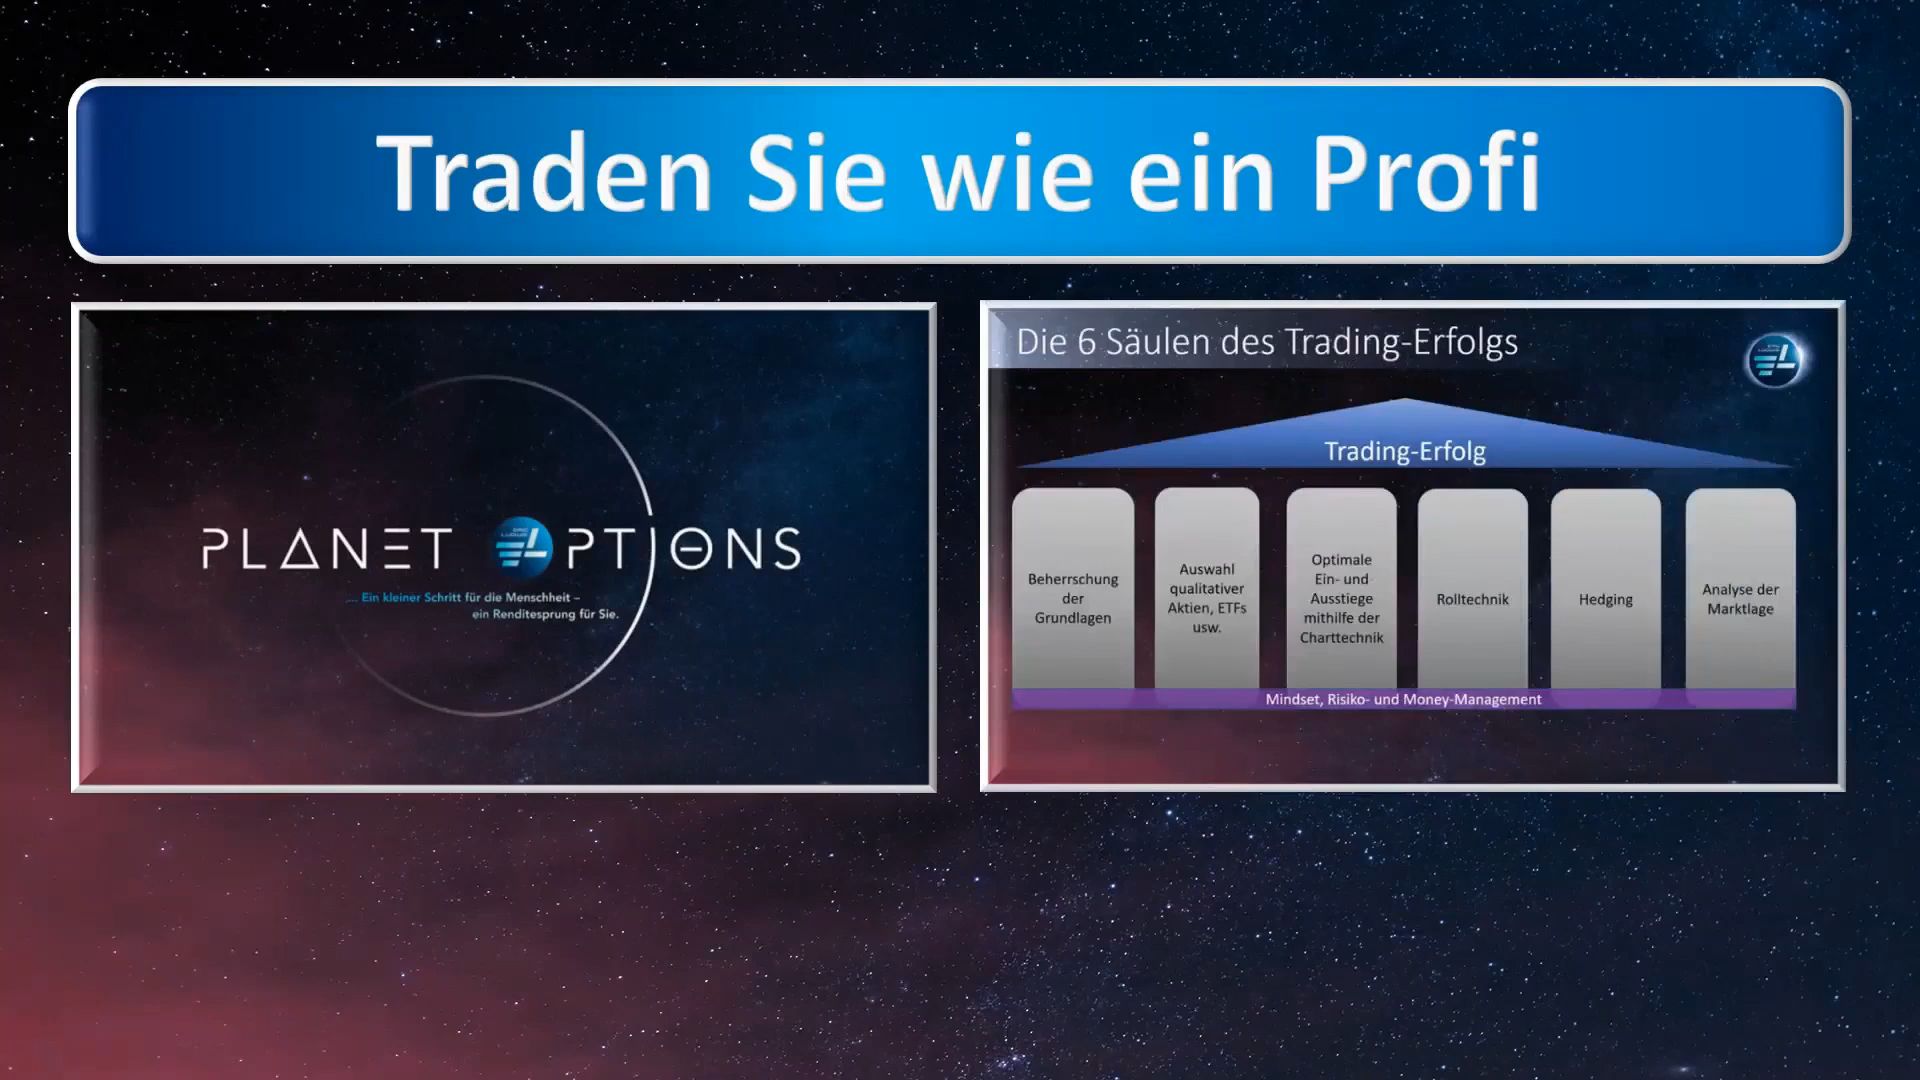 Traden Sie wie ein Profi
PLANET OPTIONS
.... Ein kleiner Schritt für die Menschheit –
ein Renditesprung für Sie.
Die 6 Säulen des Trading-Erfolgs
Trading-Erfolg
Beherrschung
der
Grundlagen
Auswahl
qualitativer
Aktien, ETFs
usw.
Optimale
Ein- und
Ausstiege
mithilfe der
Charttechnik
Rolltechnik
Hedging
Analyse der
Marktlage
Mindset, Risiko- und Money-Management